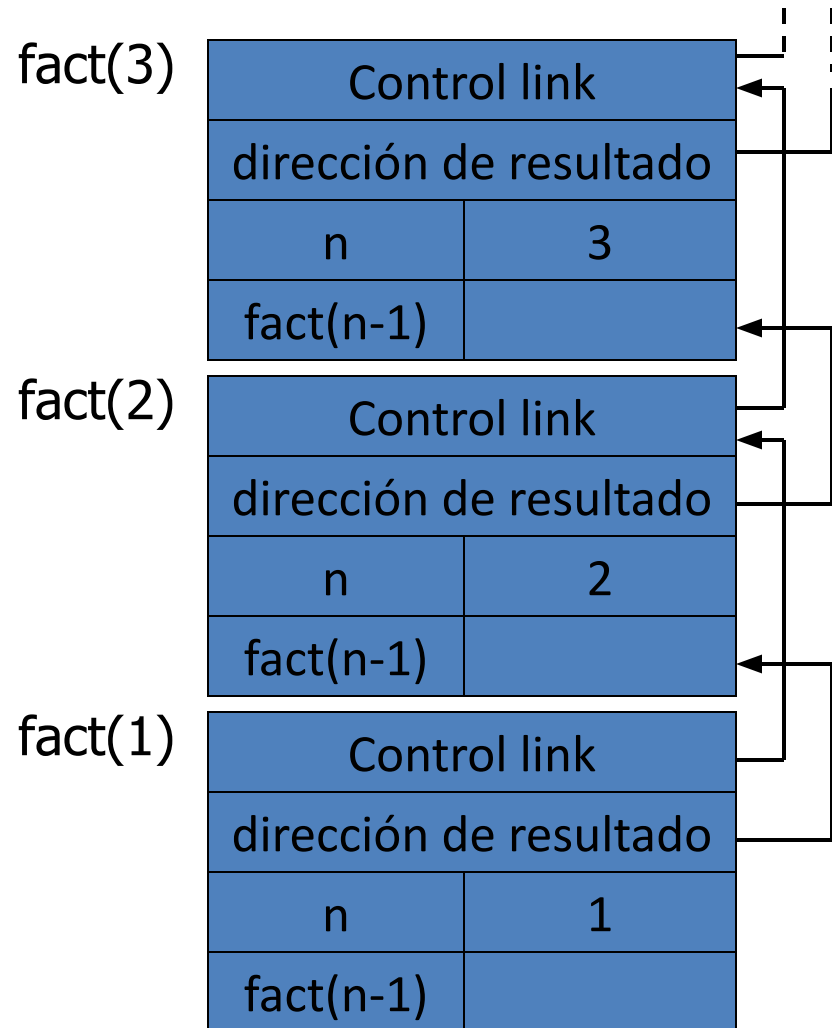 fact(3)
Control link
dirección de resultado
n 3
fact(n-1)
fact(2)
Control link
dirección de resultado
n 2
fact(n-1)
fact(1)
Control link
dirección de resultado
n 1
fact(n-1)